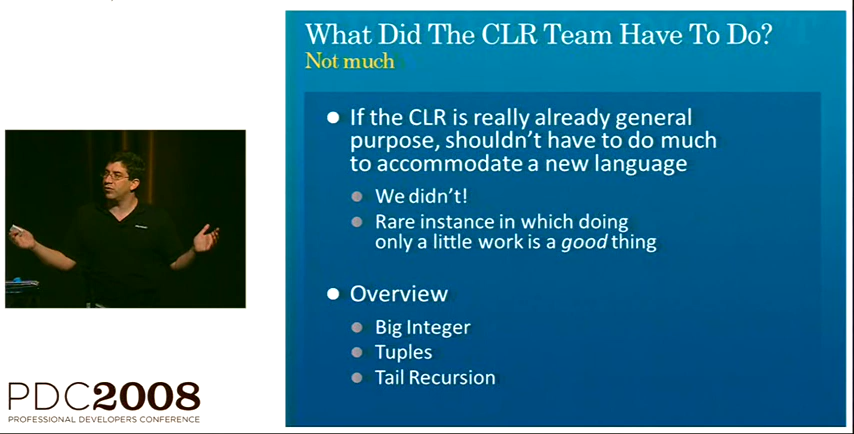 What Did The CLR Team Have To Do?
Not much
If the CLR is really already general
purpose, shouldn't have to do much
to accommodate a new language
We didn't!
Rare instance in which doing
only a little work is a good thing
Overview
Big Integer
Tuples
Tail Recursion
PDC2008
PROFESSIONAL DEVELOPERS CONFERENCE